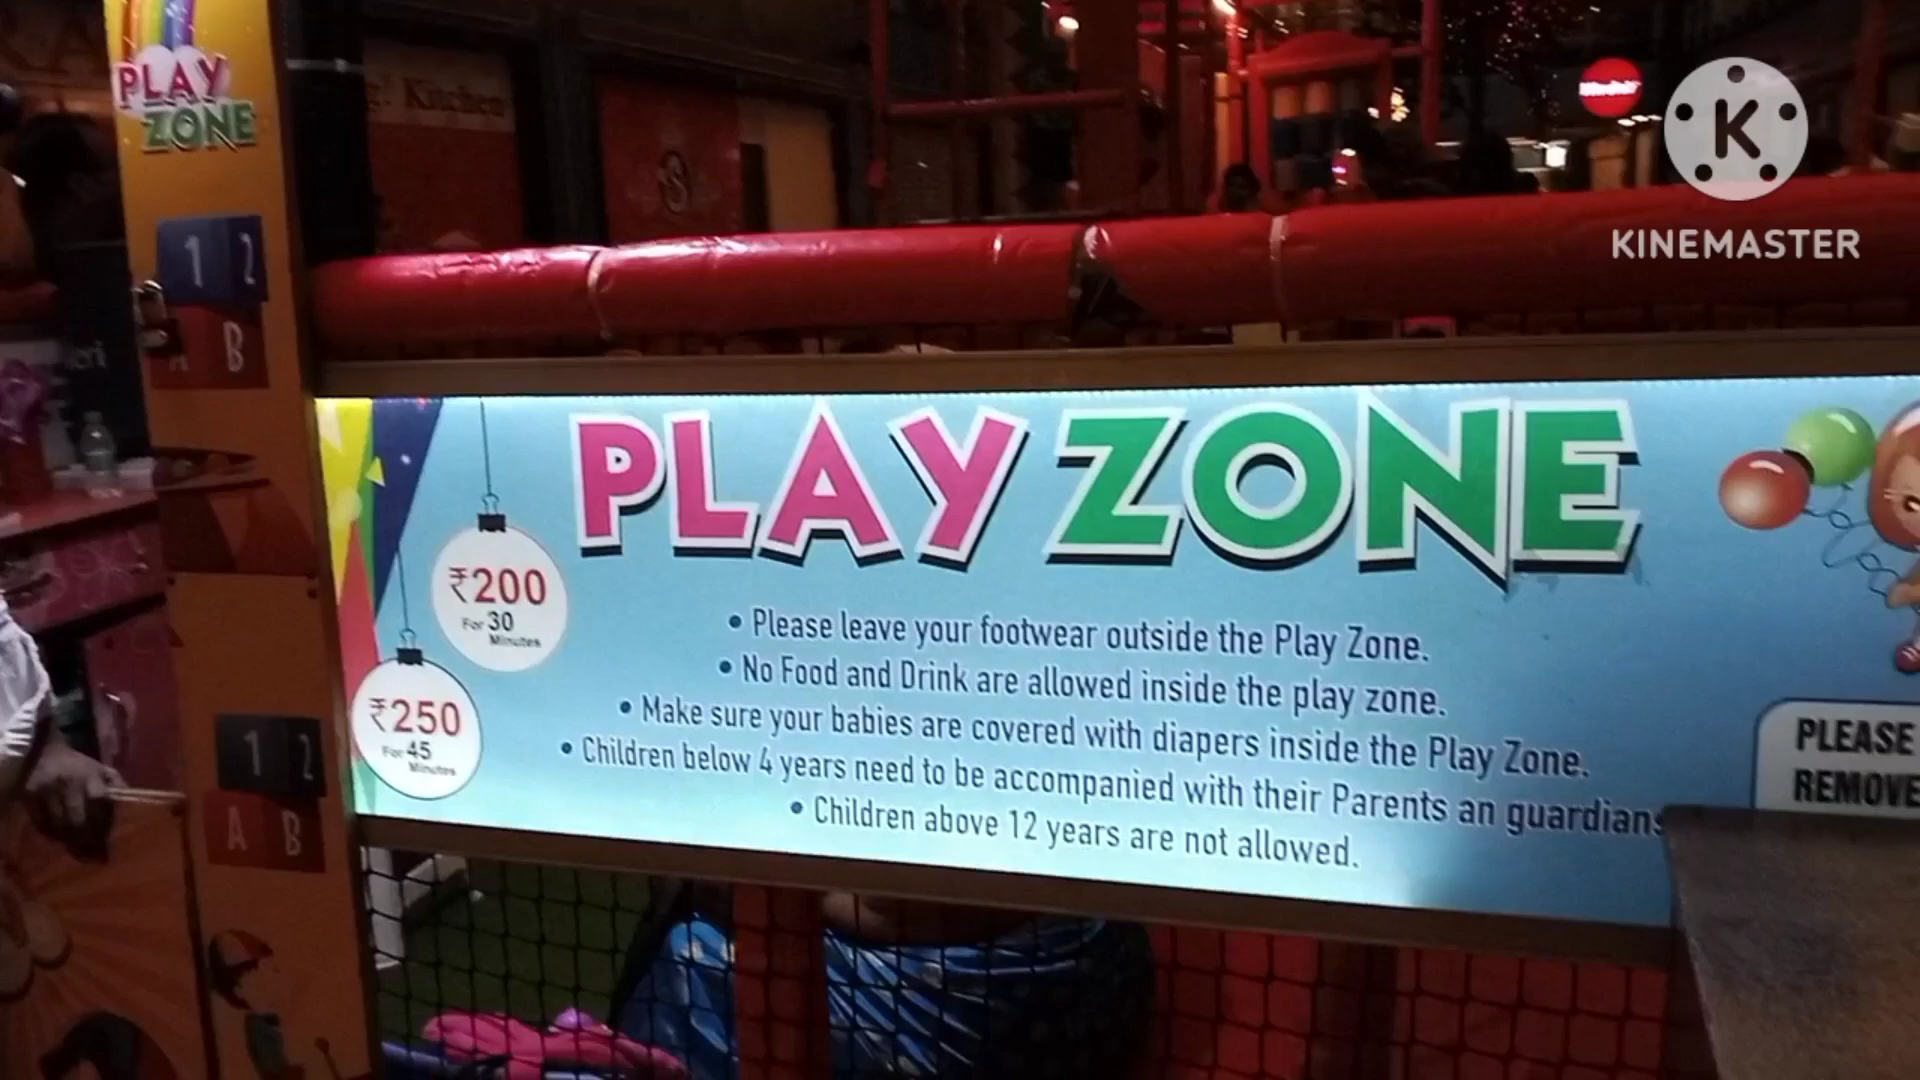 PLAY
ZONE
Kitchen
1 2
A B
KINEMASTER
PLAY ZONE
₹200
For 30
Minutes
₹250
For 45
Minutes
• Please leave your footwear outside the Play Zone.
• No Food and Drink are allowed inside the play zone.
• Make sure your babies are covered with diapers inside the Play Zone.
• Children below 4 years need to be accompanied with their Parents an guardians
• Children above 12 years are not allowed.
PLEASE
REMOVE
1 2
A B